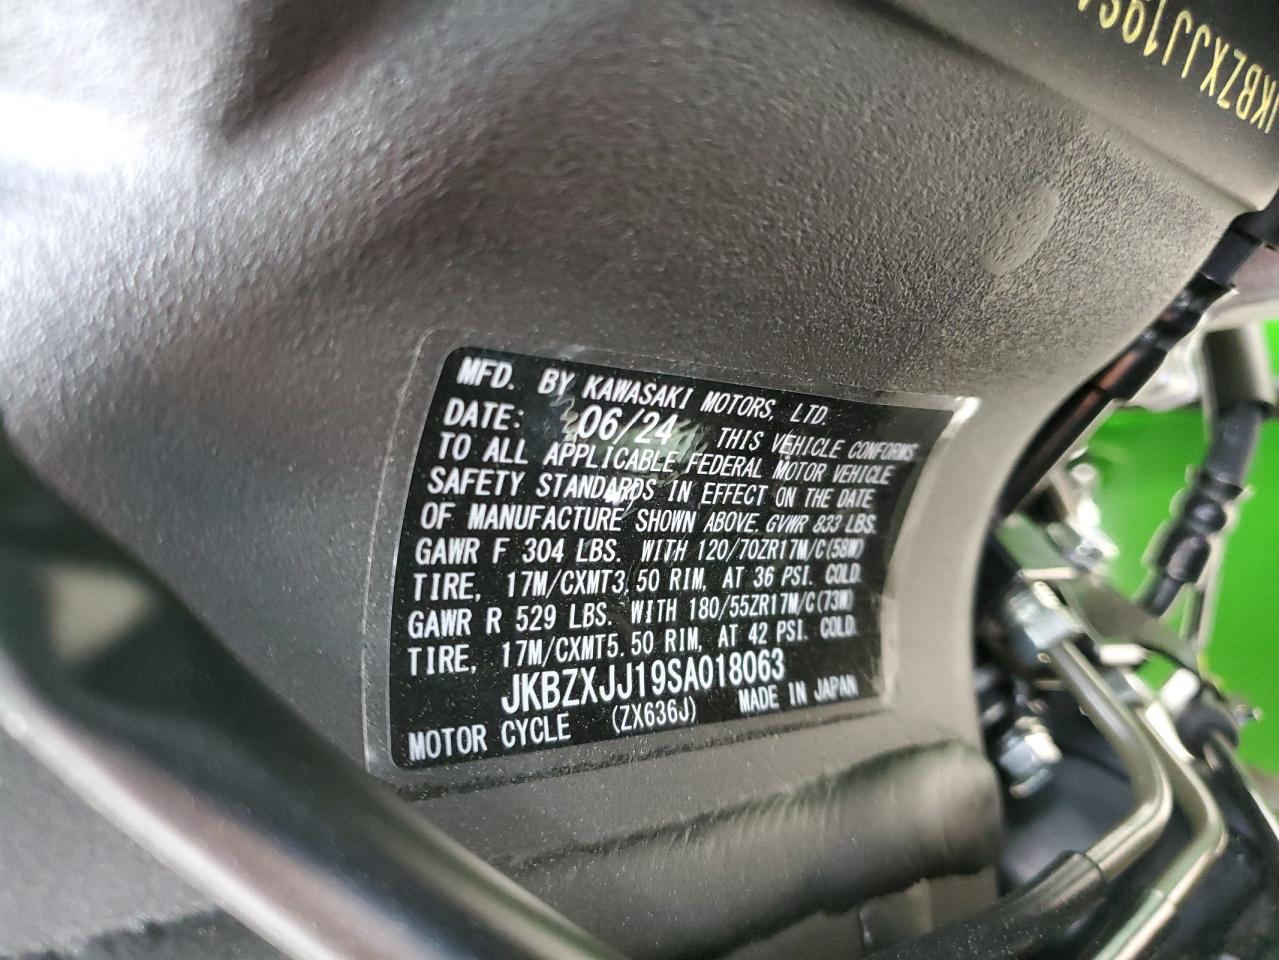 JKBZXJJ19SA
MFD. BY KAWASAKI MOTORS, LTD.
DATE: 06/24 THIS VEHICLE CONFORMS
TO ALL APPLICABLE FEDERAL MOTOR VEHICLE
SAFETY STANDARDS IN EFFECT ON THE DATE
OF MANUFACTURE SHOWN ABOVE. GVWR 833 LBS.
GAWR F 304 LBS. WITH 120/70ZR17M/C(58W)
TIRE, 17M/CXMT3.50 RIM, AT 36 PSI. COLD.
GAWR R 529 LBS. WITH 180/55ZR17M/C(73W)
TIRE, 17M/CXMT5.50 RIM, AT 42 PSI. COLD.
JKBZXJJ19SA018063
MOTOR CYCLE (ZX636J) MADE IN JAPAN